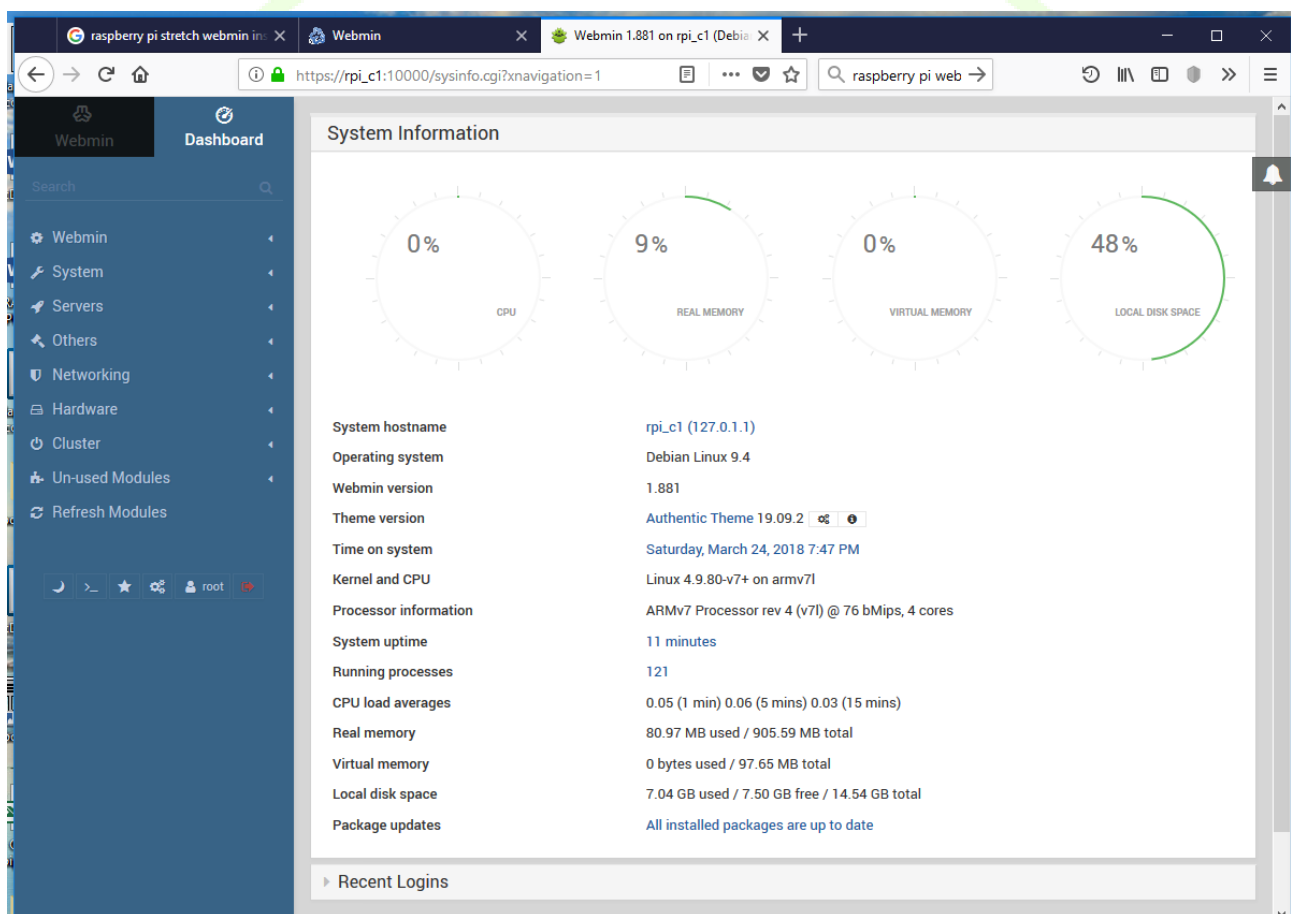 raspberry pi stretch webmin ins
Webmin
Webmin 1.881 on rpi_c1 (Debia
https://rpi_c1:10000/sysinfo.cgi?xnavigation=1
raspberry pi web
Webmin
Dashboard
Search
Webmin
System
Servers
Others
Networking
Hardware
Cluster
Un-used Modules
Refresh Modules
root
System Information
0%
CPU
9%
REAL MEMORY
0%
VIRTUAL MEMORY
48%
LOCAL DISK SPACE
System hostname rpi_c1 (127.0.1.1)
Operating system Debian Linux 9.4
Webmin version 1.881
Theme version Authentic Theme 19.09.2
Time on system Saturday, March 24, 2018 7:47 PM
Kernel and CPU Linux 4.9.80-v7+ on armv7l
Processor information ARMv7 Processor rev 4 (v7l) @ 76 bMips, 4 cores
System uptime 11 minutes
Running processes 121
CPU load averages 0.05 (1 min) 0.06 (5 mins) 0.03 (15 mins)
Real memory 80.97 MB used / 905.59 MB total
Virtual memory 0 bytes used / 97.65 MB total
Local disk space 7.04 GB used / 7.50 GB free / 14.54 GB total
Package updates All installed packages are up to date
Recent Logins